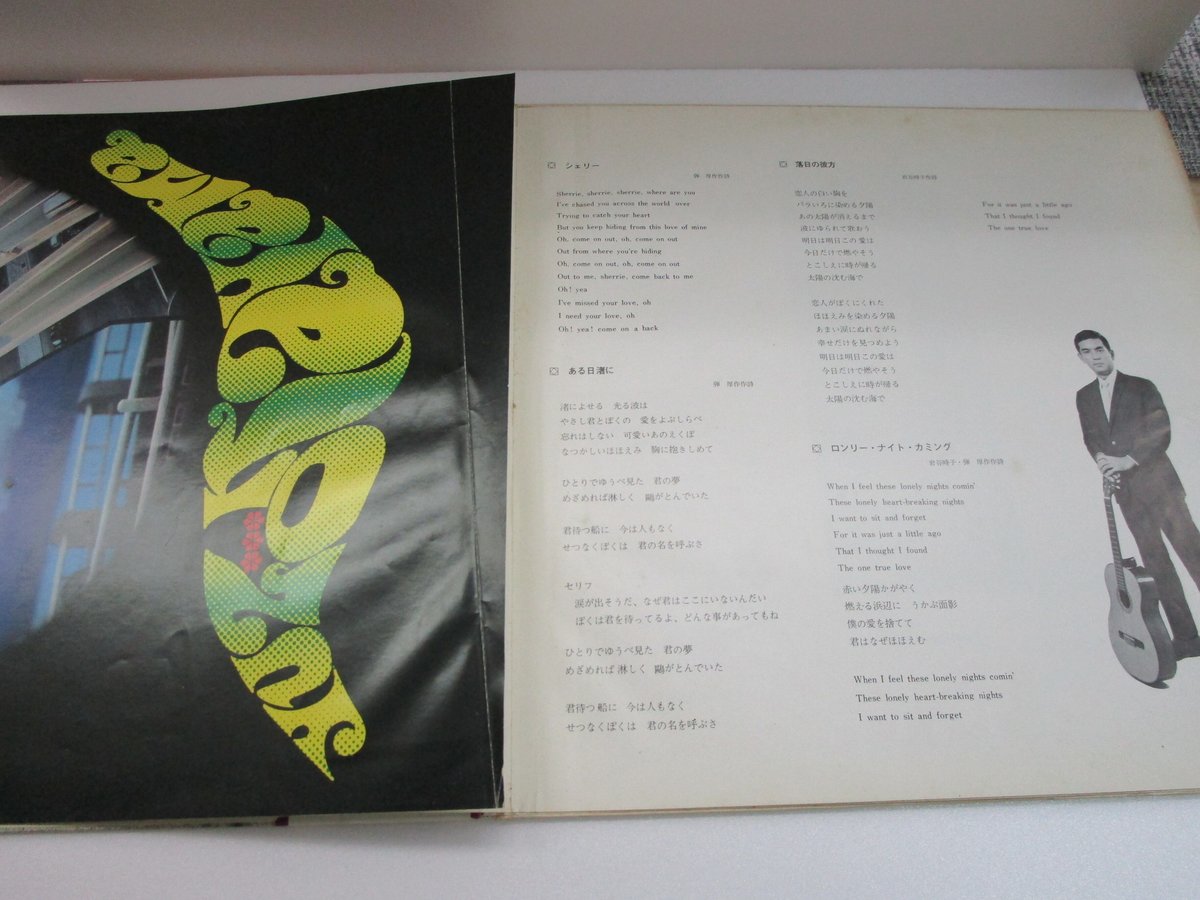 シェリー
弾 厚作作詩
Sherrie, sherrie, sherrie, where are you
I've chased you across the world over
Trying to catch your heart
But you keep hiding from this love of mine
Oh, come on out, oh, come on out
Out from where you're hiding
Oh, come on out, oh, come on out
Out to me, sherrie, come back to me
Oh! yea
I've missed your love, oh
I need your love, oh
Oh! yea! come on a back
ある日渚に
弾 厚作作詩
渚によせる 光る波は
やさし君とぼくの 愛をよぶしらべ
忘れはしない 可愛いあのえくぼ
なつかしいほほえみ 胸に抱きしめて
ひとりでゆうべ見た 君の夢
めざめれば淋しく 鷗がとんでいた
君待つ船に 今は人もなく
せつなくぼくは 君の名を呼ぶさ
セリフ
涙が出そうだ、なぜ君はここにいないんだい
ぼくは君を待ってるよ、どんな事があってもね
ひとりでゆうべ見た 君の夢
めざめれば淋しく 鷗がとんでいた
君待つ船に 今は人もなく
せつなくぼくは 君の名を呼ぶさ
落日の彼方
岩谷時子作詩
恋人の白い胸を
バラいろに染める夕陽
あの太陽が消えるまで
波にゆられて歌おう
明日は明日この愛は
今日だけで燃やそう
とこしえに時が帰る
太陽の沈む海で
恋人がぼくにくれた
ほほえみを染める夕陽
あまい涙にぬれながら
幸せだけを見つめよう
明日は明日この愛は
今日だけで燃やそう
とこしえに時が帰る
太陽の沈む海で
ロンリー・ナイト・カミング
岩谷時子・弾 厚作作詩
When I feel these lonely nights comin'
These lonely heart-breaking nights
I want to sit and forget
For it was just a little ago
That I thought I found
The one true love
赤い夕陽かがやく
燃える浜辺に うかぶ面影
僕の愛を捨てて
君はなぜほほえむ
When I feel these lonely nights comin'
These lonely heart-breaking nights
I want to sit and forget
For it was just a little ago
That I thought I found
The one true love